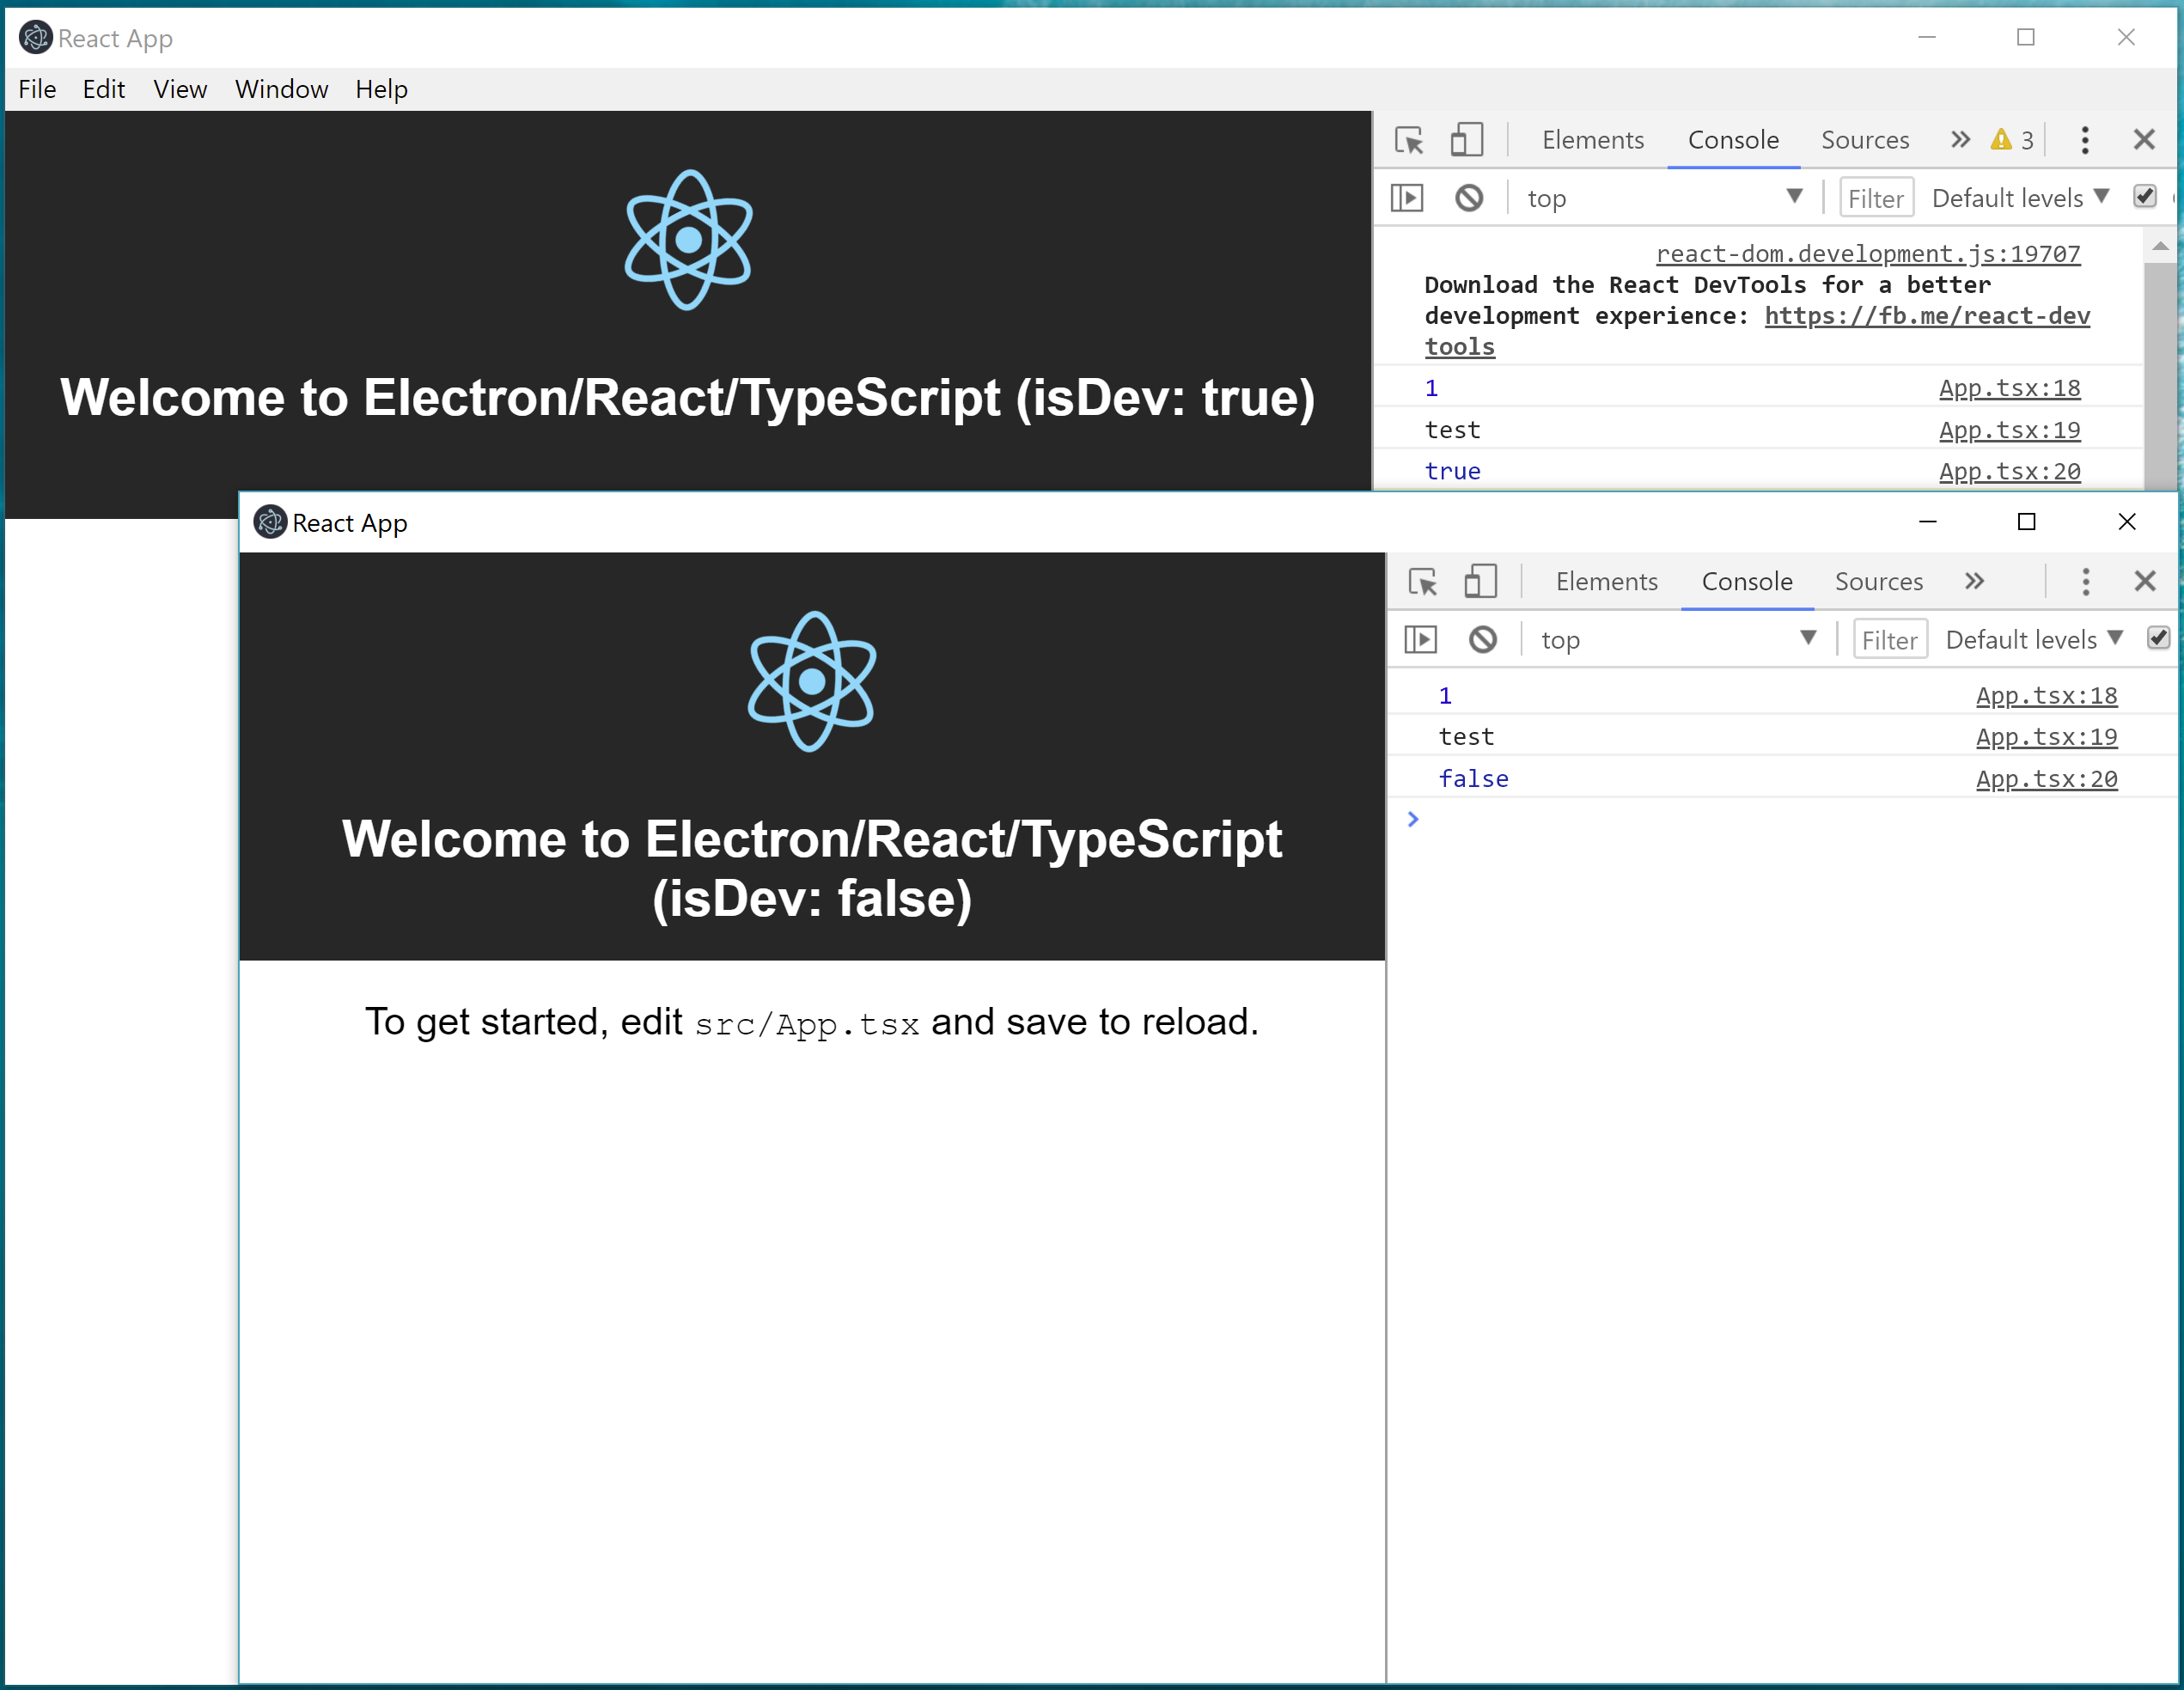 React App
File Edit View Window Help
Welcome to Electron/React/TypeScript (isDev: true)
Elements Console Sources » 3
top Filter Default levels
react-dom.development.js:19707
Download the React DevTools for a better
development experience: https://fb.me/react-dev
tools
1 App.tsx:18
test App.tsx:19
true App.tsx:20
React App
Welcome to Electron/React/TypeScript
(isDev: false)
To get started, edit src/App.tsx and save to reload.
Elements Console Sources »
top Filter Default levels
1 App.tsx:18
test App.tsx:19
false App.tsx:20